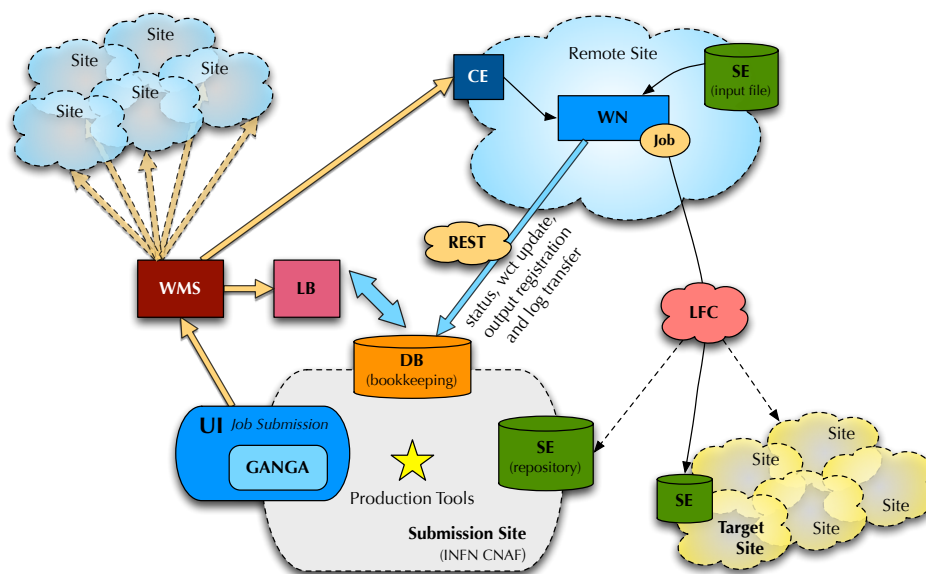 Site
Site
Site
Site
Site
Remote Site
CE
SE
(input file)
WN
Job
REST
status, wct update,
output registration
and log transfer
WMS
LB
LFC
DB
(bookkeeping)
UI Job Submission
GANGA
SE
(repository)
Production Tools
Submission Site
(INFN CNAF)
Site
Site
SE
Target
Site
Site